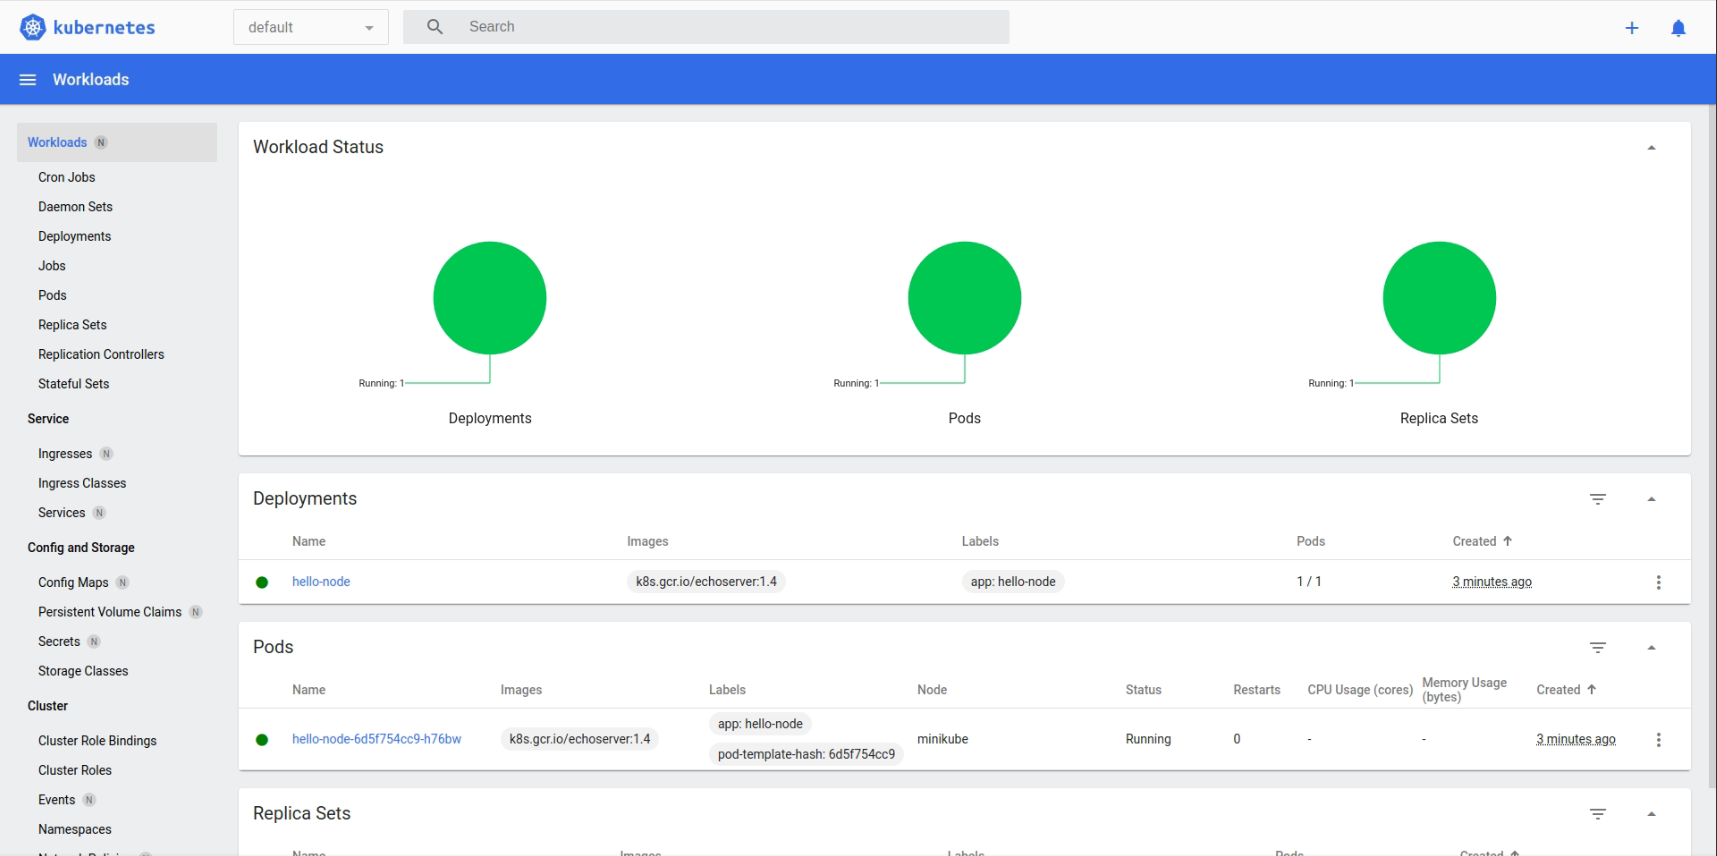 kubernetes
default
Search
Workloads
Workloads N
Cron Jobs
Daemon Sets
Deployments
Jobs
Pods
Replica Sets
Replication Controllers
Stateful Sets
Service
Ingresses N
Ingress Classes
Services N
Config and Storage
Config Maps N
Persistent Volume Claims N
Secrets N
Storage Classes
Cluster
Cluster Role Bindings
Cluster Roles
Events N
Namespaces
Workload Status
Running: 1
Deployments
Running: 1
Pods
Running: 1
Replica Sets
Deployments
Name Images Labels Pods Created
hello-node k8s.gcr.io/echoserver:1.4 app: hello-node 1 / 1 3 minutes ago
Pods
Name Images Labels Node Status Restarts CPU Usage (cores) Memory Usage (bytes) Created
hello-node-6d5f754cc9-h76bw k8s.gcr.io/echoserver:1.4 app: hello-node minikube Running 0 - - 3 minutes ago
pod-template-hash: 6d5f754cc9
Replica Sets
Name Images Labels Pods Created